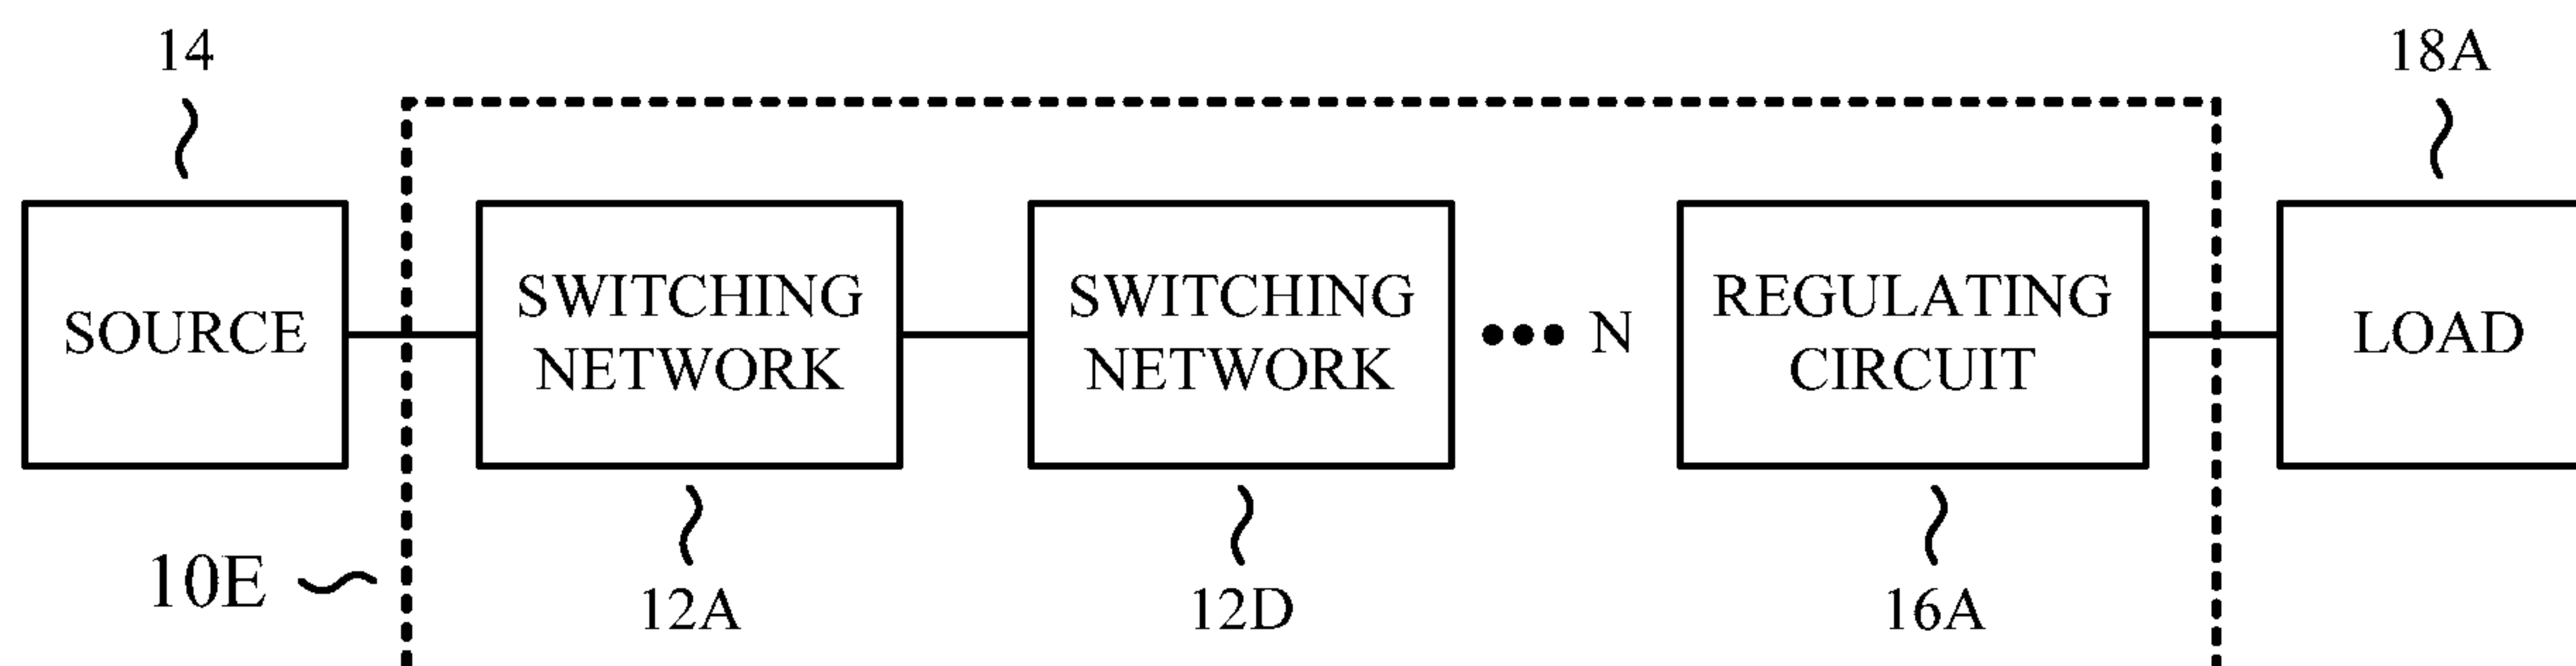 14
18A
SOURCE
SWITCHING
NETWORK
SWITCHING
NETWORK
••• N
REGULATING
CIRCUIT
LOAD
10E
12A
12D
16A